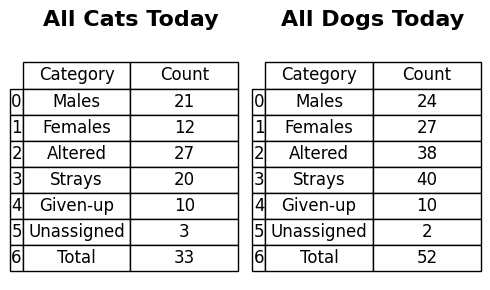 All Cats Today
Category Count
0 Males 21
1 Females 12
2 Altered 27
3 Strays 20
4 Given-up 10
5 Unassigned 3
6 Total 33
All Dogs Today
Category Count
0 Males 24
1 Females 27
2 Altered 38
3 Strays 40
4 Given-up 10
5 Unassigned 2
6 Total 52